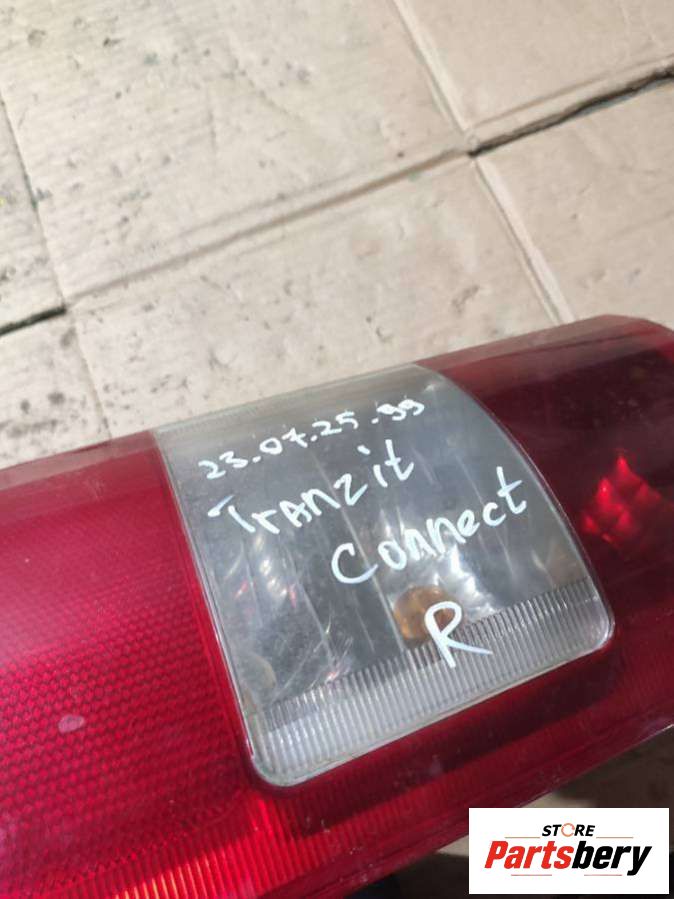 23.07.25.99
Tranzit
Connect
R
STORE
Partsbery